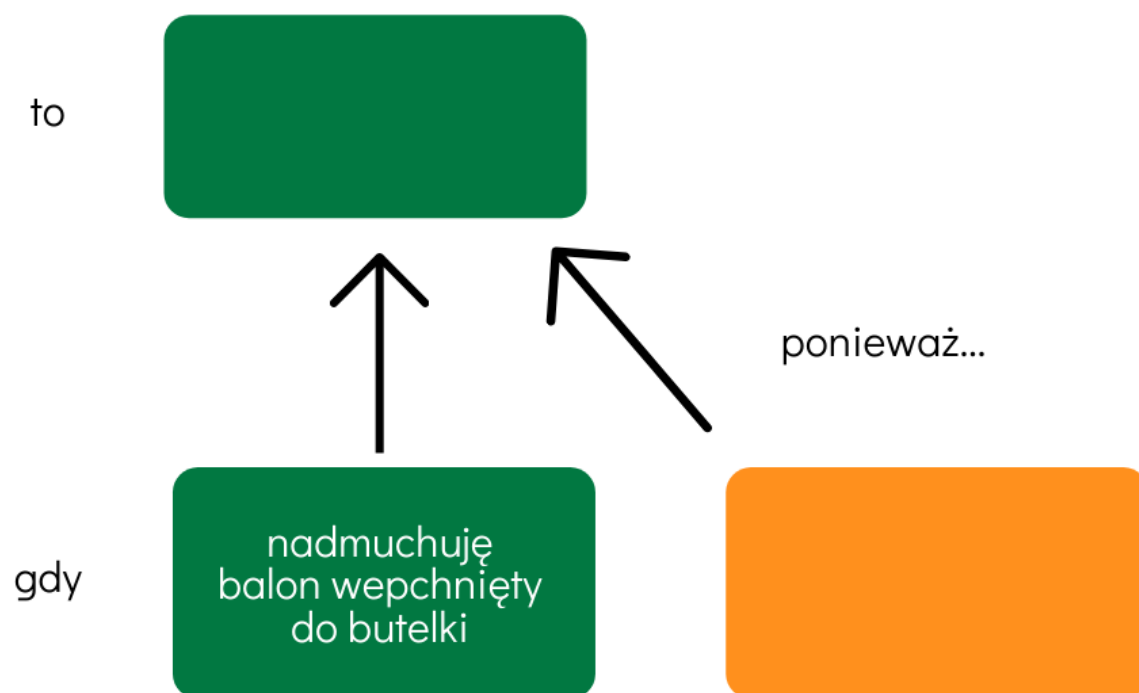 to
ponieważ...
gdy
nadmuchuję
balon wepchnięty
do butelki